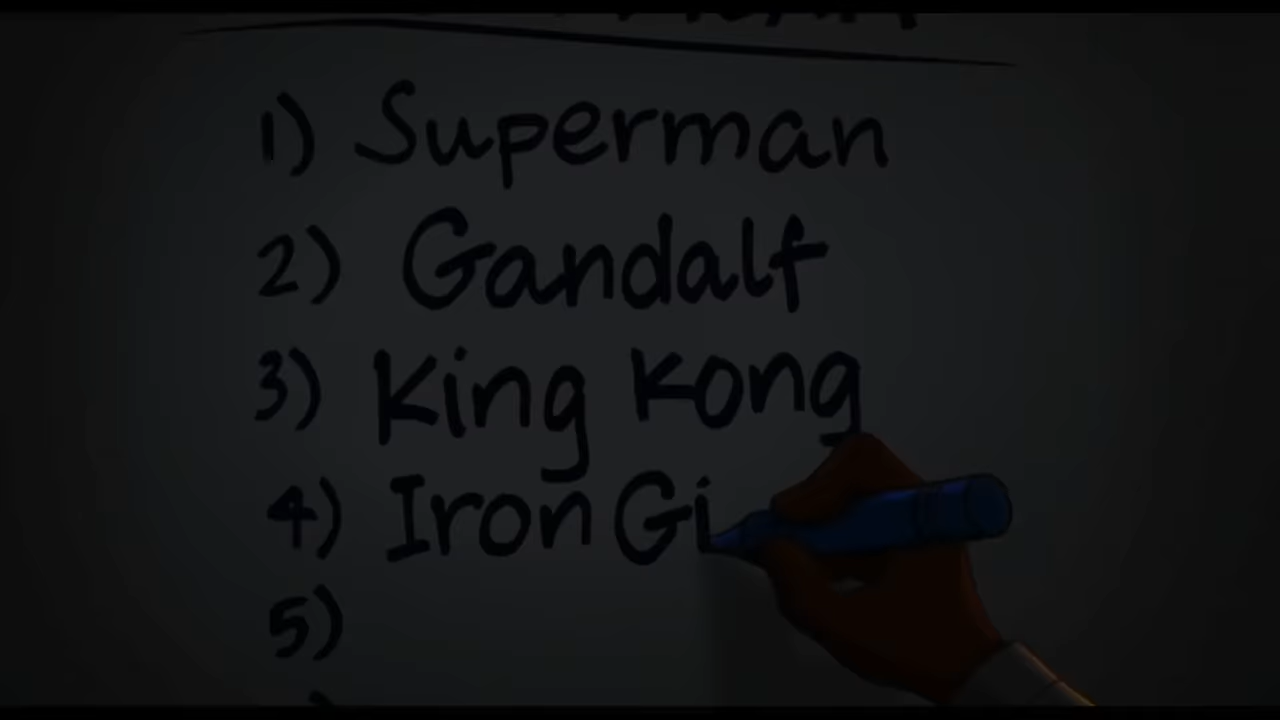 1) Superman
2) Gandalf
3) King Kong
4) Iron Gi
5)